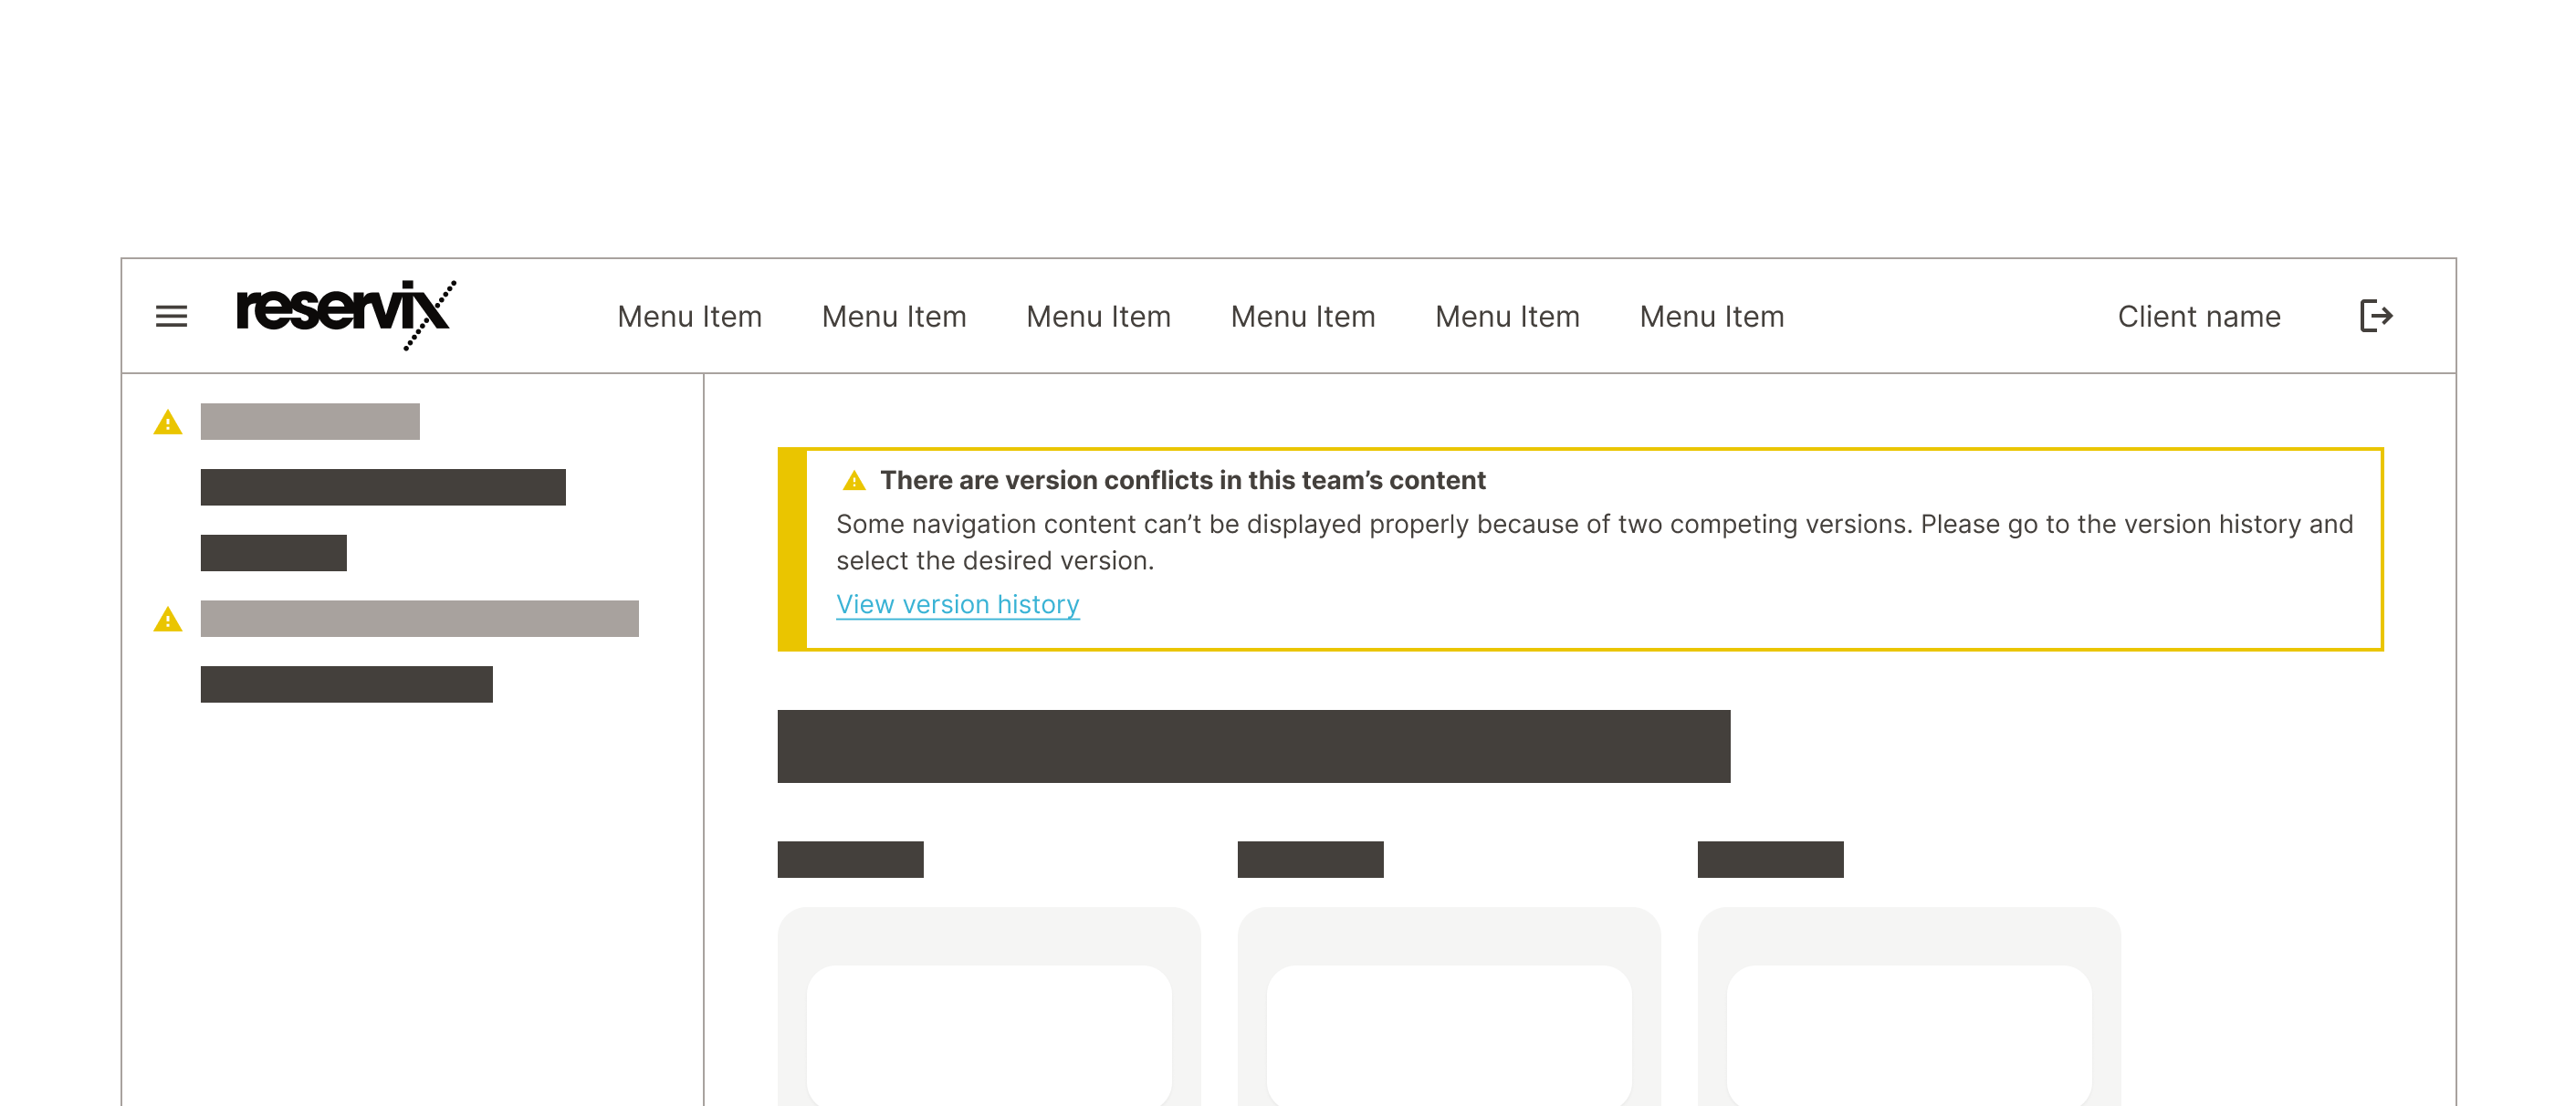 reservix
Menu Item Menu Item Menu Item Menu Item Menu Item Menu Item Client name
There are version conflicts in this team’s content
Some navigation content can’t be displayed properly because of two competing versions. Please go to the version history and
select the desired version.
View version history